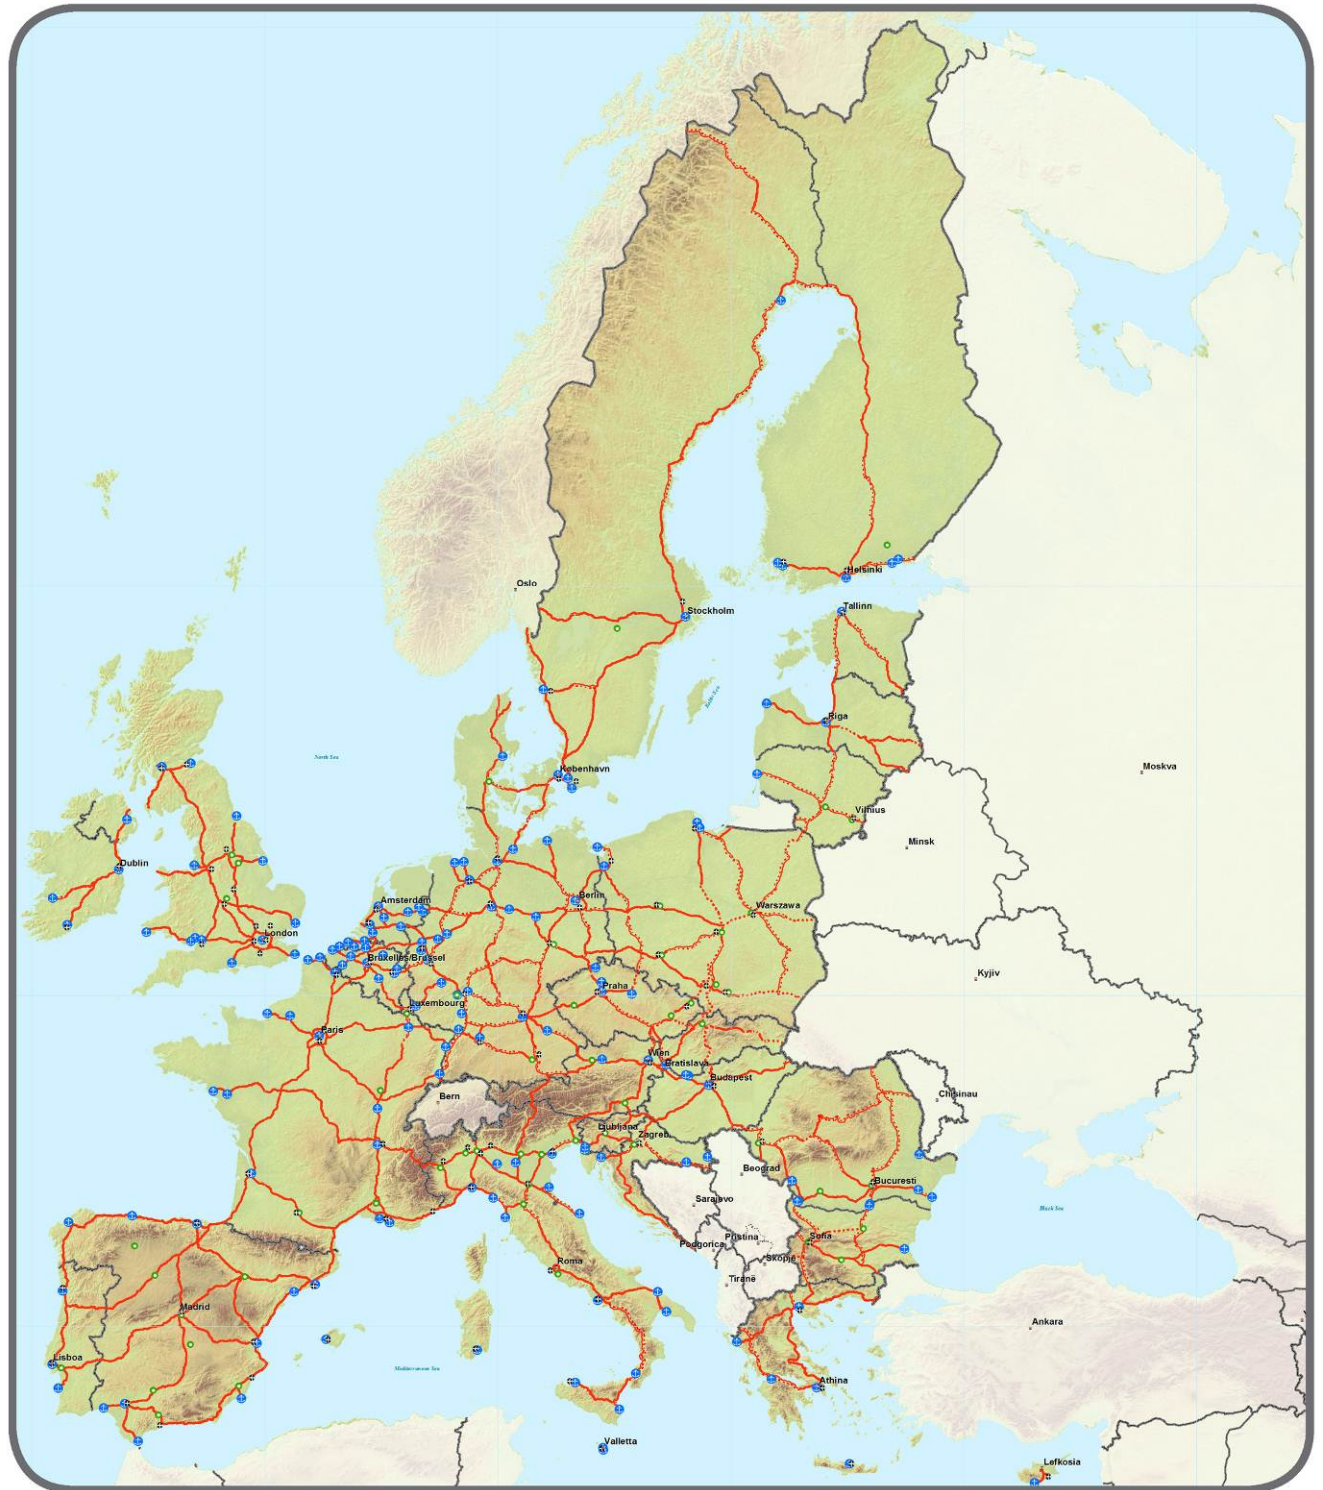 Oslo
Helsinki
Stockholm
Tallinn
Baltic Sea
Riga
North Sea
København
Moskva
Vilnius
Minsk
Dublin
Amsterdam
Berlin
Warszawa
London
Bruxelles/Brussel
Kyjiv
Praha
Luxembourg
Paris
Wien
Bratislava
Budapest
Bern
Chisinau
Ljubljana
Zagreb
Beograd
Bucuresti
Sarajevo
Black Sea
Podgorica
Pristina
Sofia
Skopje
Roma
Tiranë
Madrid
Ankara
Lisboa
Mediterranean Sea
Athina
Valletta
Lefkosia